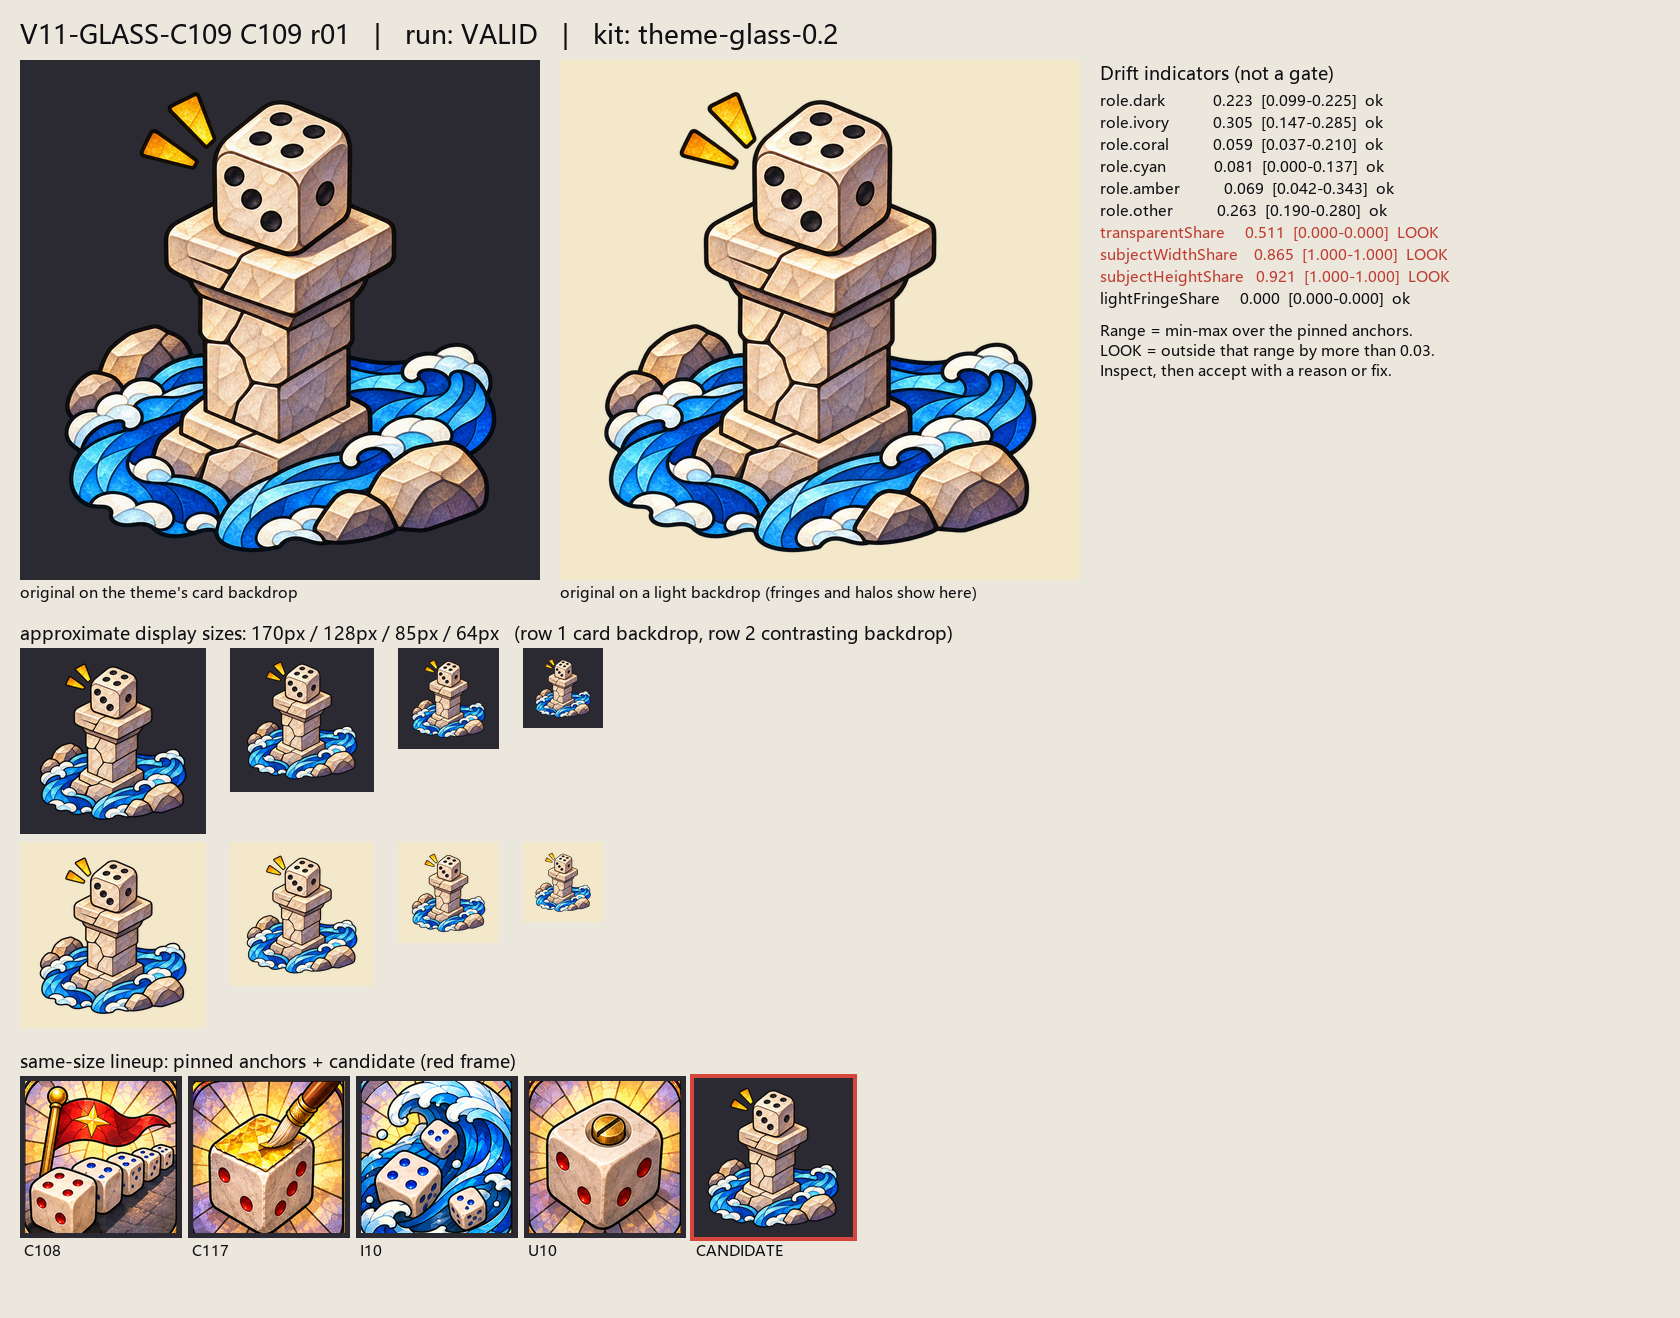 V11-GLASS-C109 C109 r01   |   run: VALID   |   kit: theme-glass-0.2
Drift indicators (not a gate)
role.dark 0.223 [0.099-0.225] ok
role.ivory 0.305 [0.147-0.285] ok
role.coral 0.059 [0.037-0.210] ok
role.cyan 0.081 [0.000-0.137] ok
role.amber 0.069 [0.042-0.343] ok
role.other 0.263 [0.190-0.280] ok
transparentShare 0.511 [0.000-0.000] LOOK
subjectWidthShare 0.865 [1.000-1.000] LOOK
subjectHeightShare 0.921 [1.000-1.000] LOOK
lightFringeShare 0.000 [0.000-0.000] ok
Range = min-max over the pinned anchors.
LOOK = outside that range by more than 0.03.
Inspect, then accept with a reason or fix.
original on the theme's card backdrop
original on a light backdrop (fringes and halos show here)
approximate display sizes: 170px / 128px / 85px / 64px   (row 1 card backdrop, row 2 contrasting backdrop)
same-size lineup: pinned anchors + candidate (red frame)
C108
C117
I10
U10
CANDIDATE